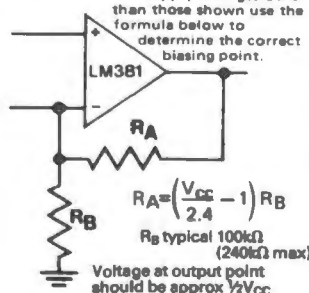 than those shown use the
formula below to
determine the correct
biasing point.
+
LM381
−
RA
RB
RA=(Vcc/2.4 −1) RB
RB typical 100kΩ
(240kΩ max)
Voltage at output point
should be approx ½Vcc